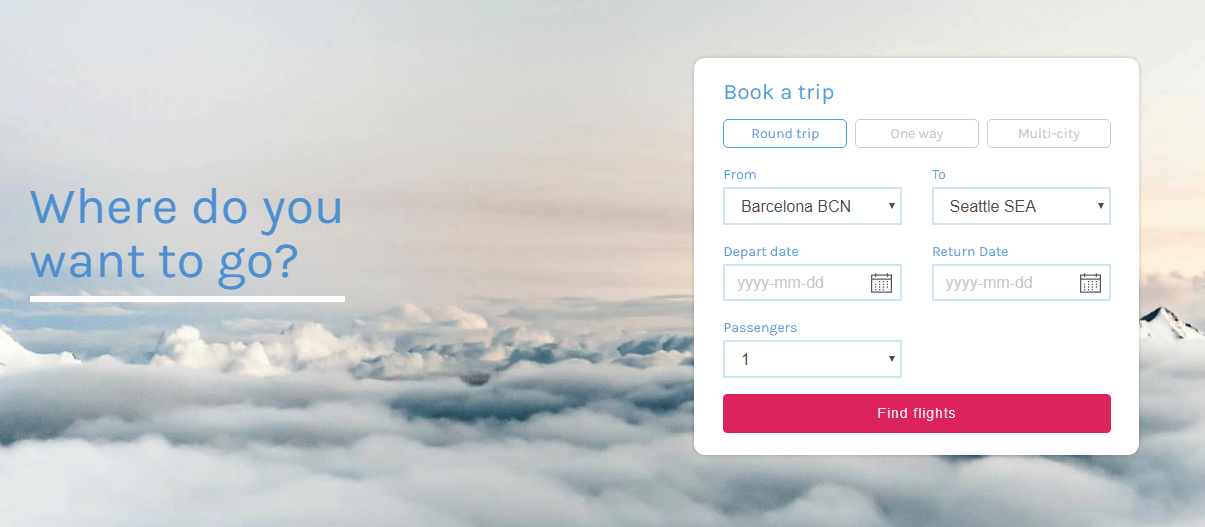 Where do you
want to go?
Book a trip
Round trip One way Multi-city
From To
Barcelona BCN Seattle SEA
Depart date Return Date
yyyy-mm-dd yyyy-mm-dd
Passengers
1
Find flights